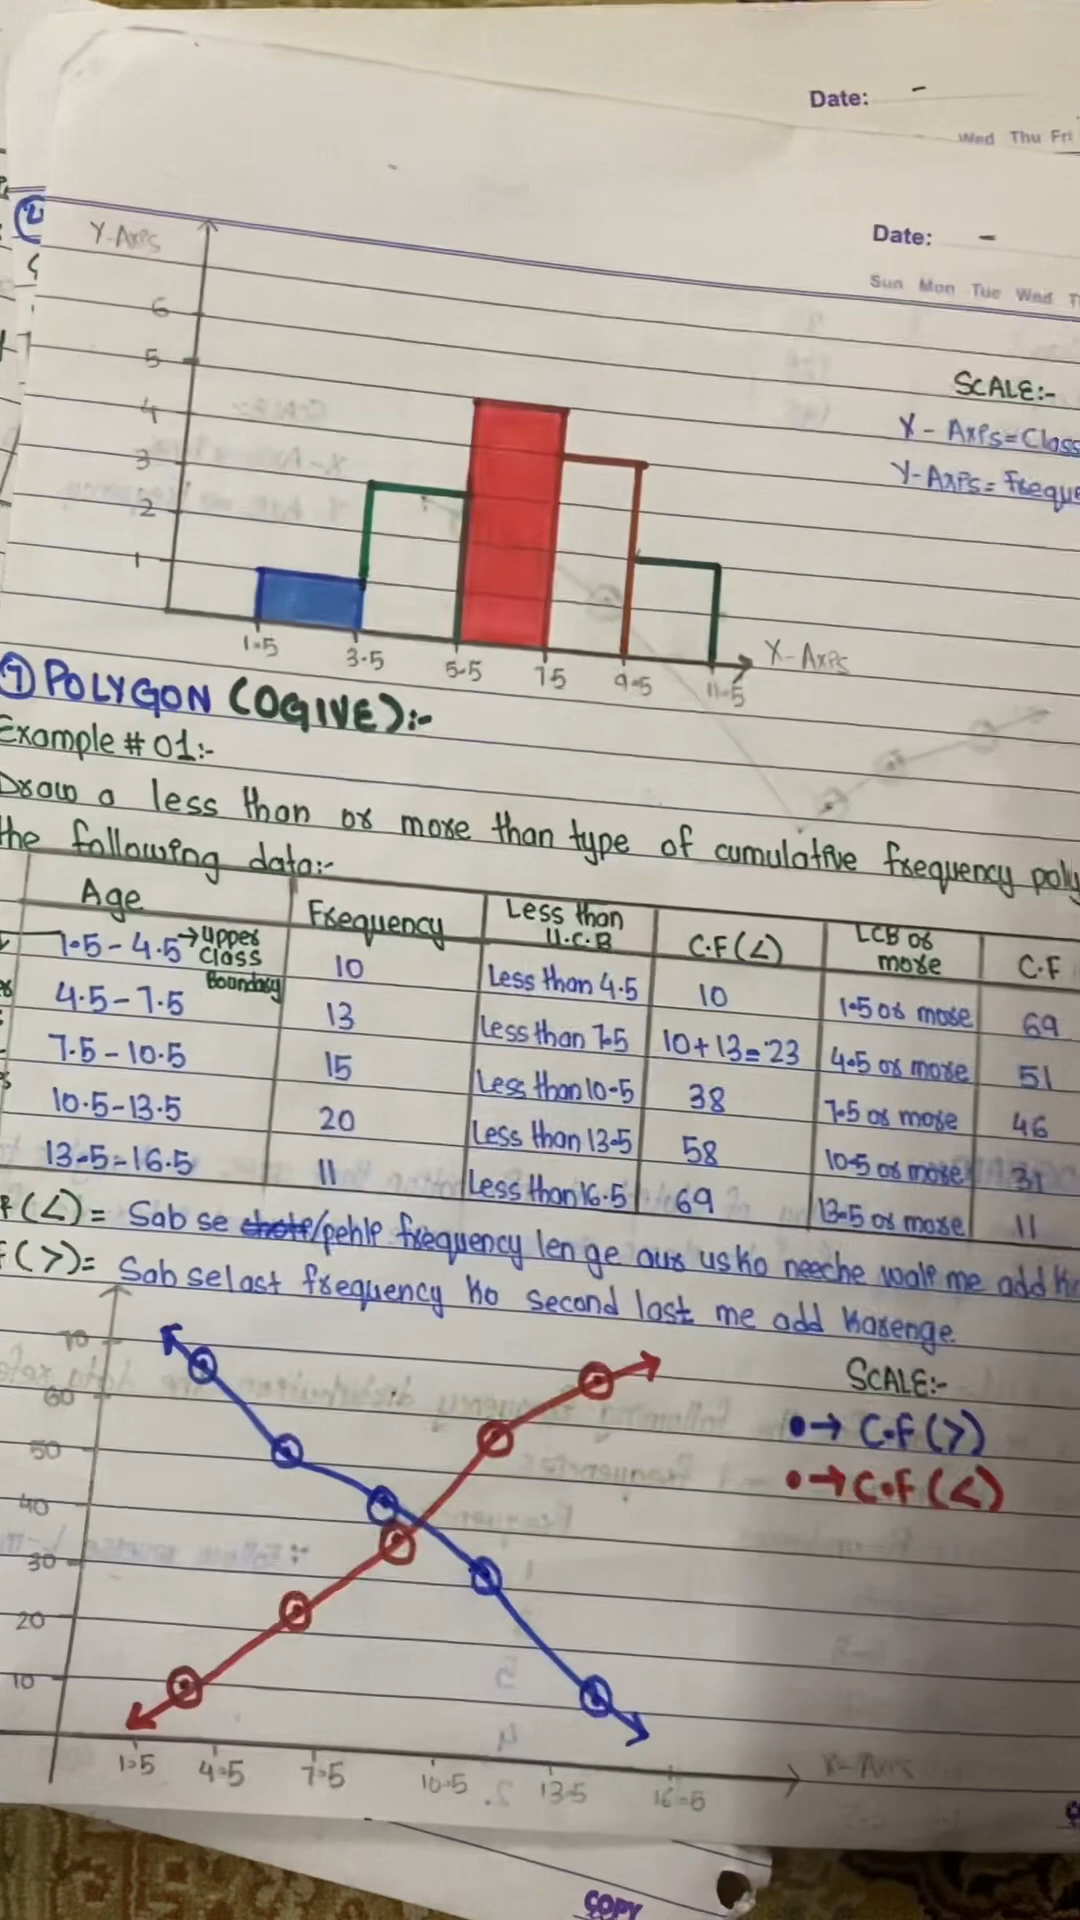 Date: -
Wed Thu Fri
Date: -
Sun Mon Tue Wed
Y-Axis
6
5
4
3
2
1
SCALE:-
X - Axis = Class
Y-Axis = Freque
1.5 3.5 5.5 7.5 9.5 11.5 X-Axis
⑦ POLYGON (OGIVE):-
Example # 01:-
Draw a less than or more than type of cumulative frequency poly
the following data:-
Age Frequency Less than U.C.B C.F(<) LCB or more C.F
1.5 - 4.5 → Upper Class Boundary 10 Less than 4.5 10 1.5 or more 69
4.5 - 7.5 13 Less than 7.5 10+13=23 4.5 or more 51
7.5 - 10.5 15 Less than 10.5 38 7.5 or more 46
10.5-13.5 20 Less than 13.5 58 10.5 or more 31
13.5-16.5 11 Less than 16.5 69 13.5 or more 11
F(<) = Sab se /pehle frequency len ge aur usko neeche wale me add
F(>) = Sab se last frequency ko second last me add karenge
70
60
50
40
30
20
10
SCALE:-
•→ C.F(>)
•→ C.F(<)
1.5 4.5 7.5 10.5 13.5 16.5 X-Axis
COPY